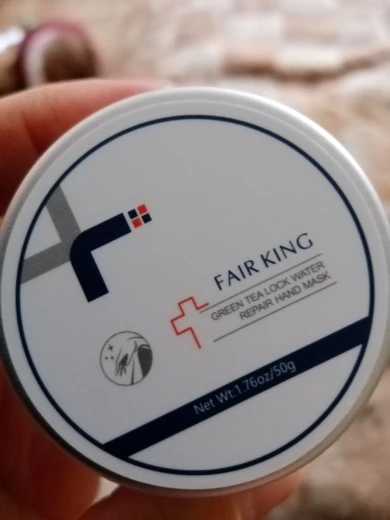 FAIR KING
GREEN TEA LOCK WATER
REPAIR HAND MASK
Net Wt:1.76oz/50g